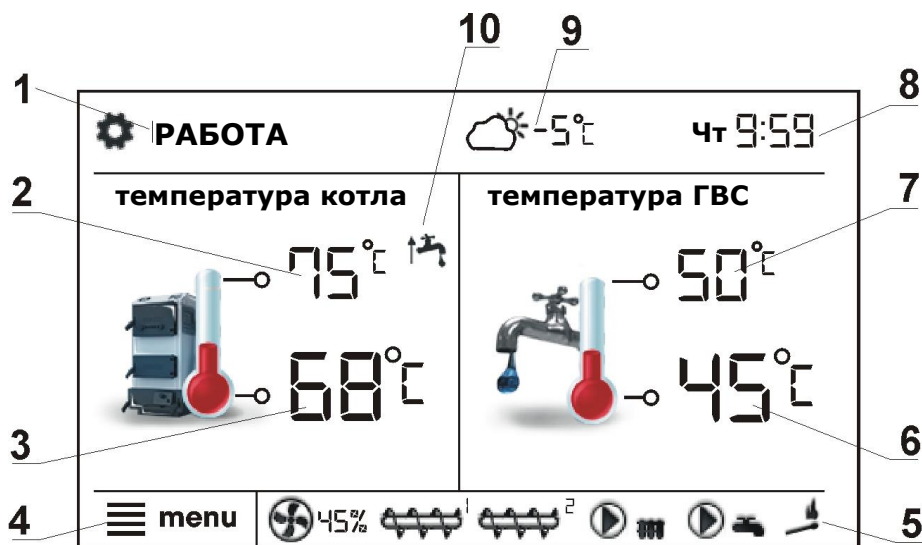 10 9
1 8
РАБОТА -5°C Чт 9:59
2 температура котла температура ГВС 7
75°C 50°C
68°C 45°C
3 6
4 menu 45% 1 2 5